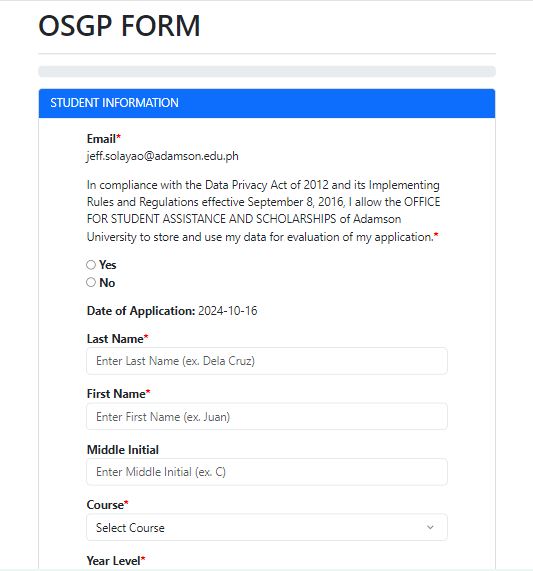 OSGP FORM
STUDENT INFORMATION
Email*
jeff.solayao@adamson.edu.ph
In compliance with the Data Privacy Act of 2012 and its Implementing
Rules and Regulations effective September 8, 2016, I allow the OFFICE
FOR STUDENT ASSISTANCE AND SCHOLARSHIPS of Adamson
University to store and use my data for evaluation of my application.*
Yes
No
Date of Application: 2024-10-16
Last Name*
Enter Last Name (ex. Dela Cruz)
First Name*
Enter First Name (ex. Juan)
Middle Initial
Enter Middle Initial (ex. C)
Course*
Select Course
Year Level*